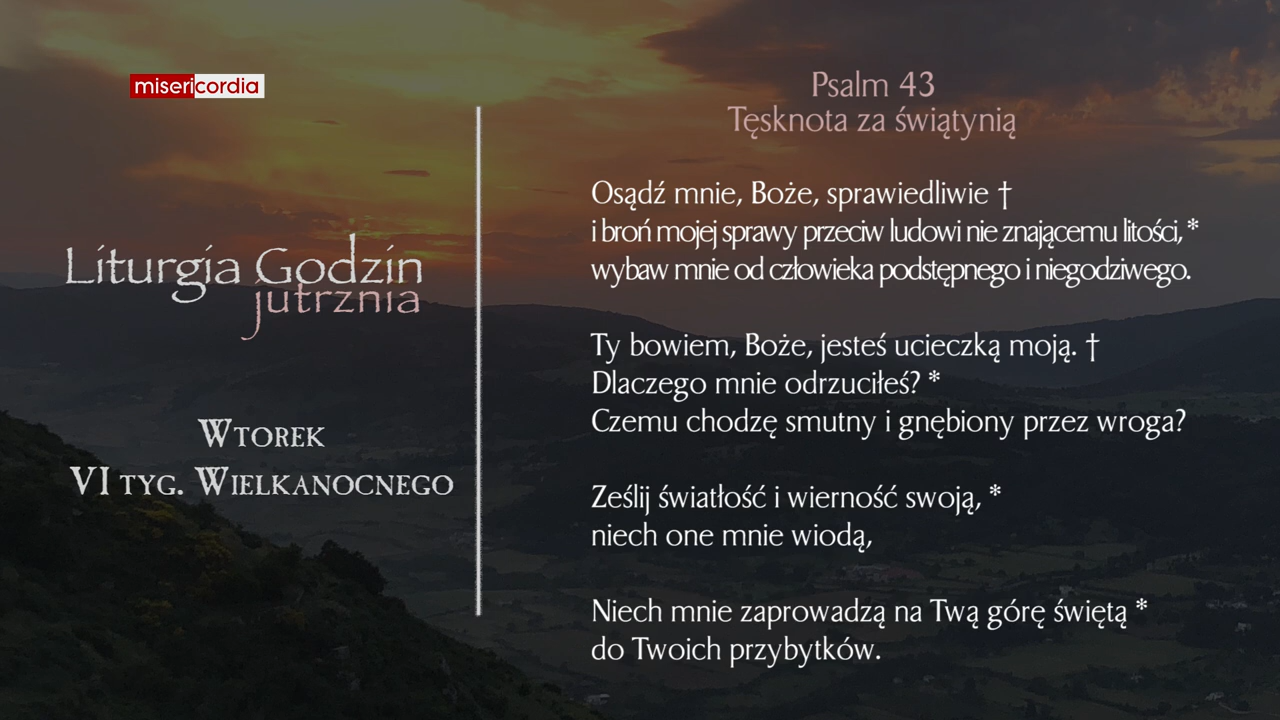 misericordia
Liturgia Godzin
jutrznia
Wtorek
VI tyg. Wielkanocnego
Psalm 43
Tęsknota za świątynią
Osądź mnie, Boże, sprawiedliwie †
i broń mojej sprawy przeciw ludowi nie znającemu litości, *
wybaw mnie od człowieka podstępnego i niegodziwego.
Ty bowiem, Boże, jesteś ucieczką moją. †
Dlaczego mnie odrzuciłeś? *
Czemu chodzę smutny i gnębiony przez wroga?
Ześlij światłość i wierność swoją, *
niech one mnie wiodą,
Niech mnie zaprowadzą na Twą górę świętą *
do Twoich przybytków.